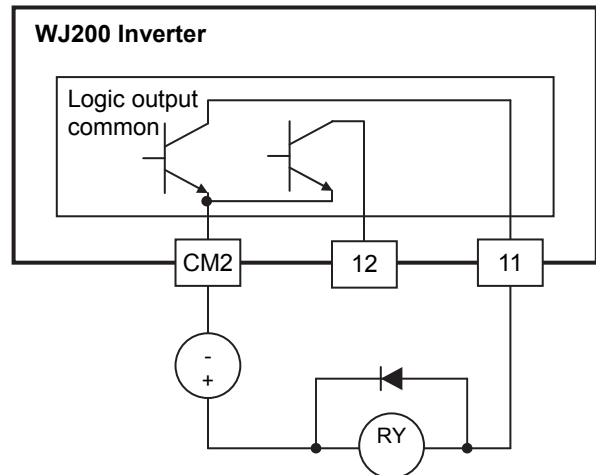 WJ200 Inverter
Logic output
common
CM2
12
11
-
+
RY